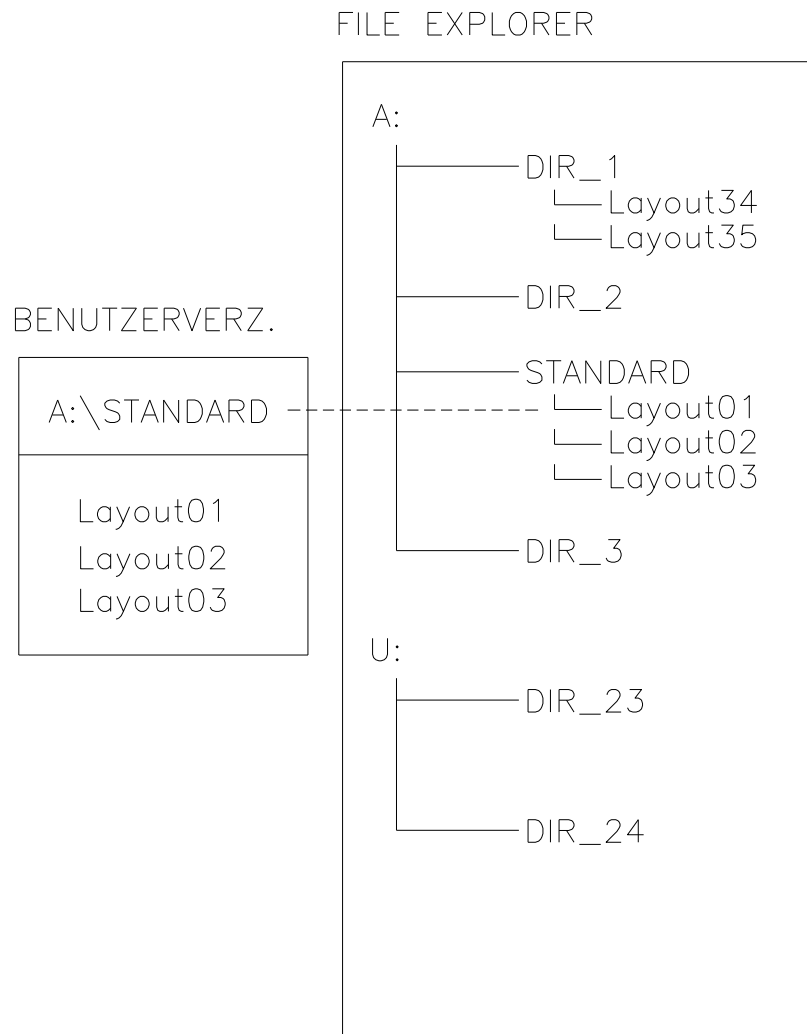 FILE EXPLORER
A:
DIR_1
Layout34
Layout35
DIR_2
STANDARD
Layout01
Layout02
Layout03
DIR_3
U:
DIR_23
DIR_24
BENUTZERVERZ.
A:\STANDARD
Layout01
Layout02
Layout03